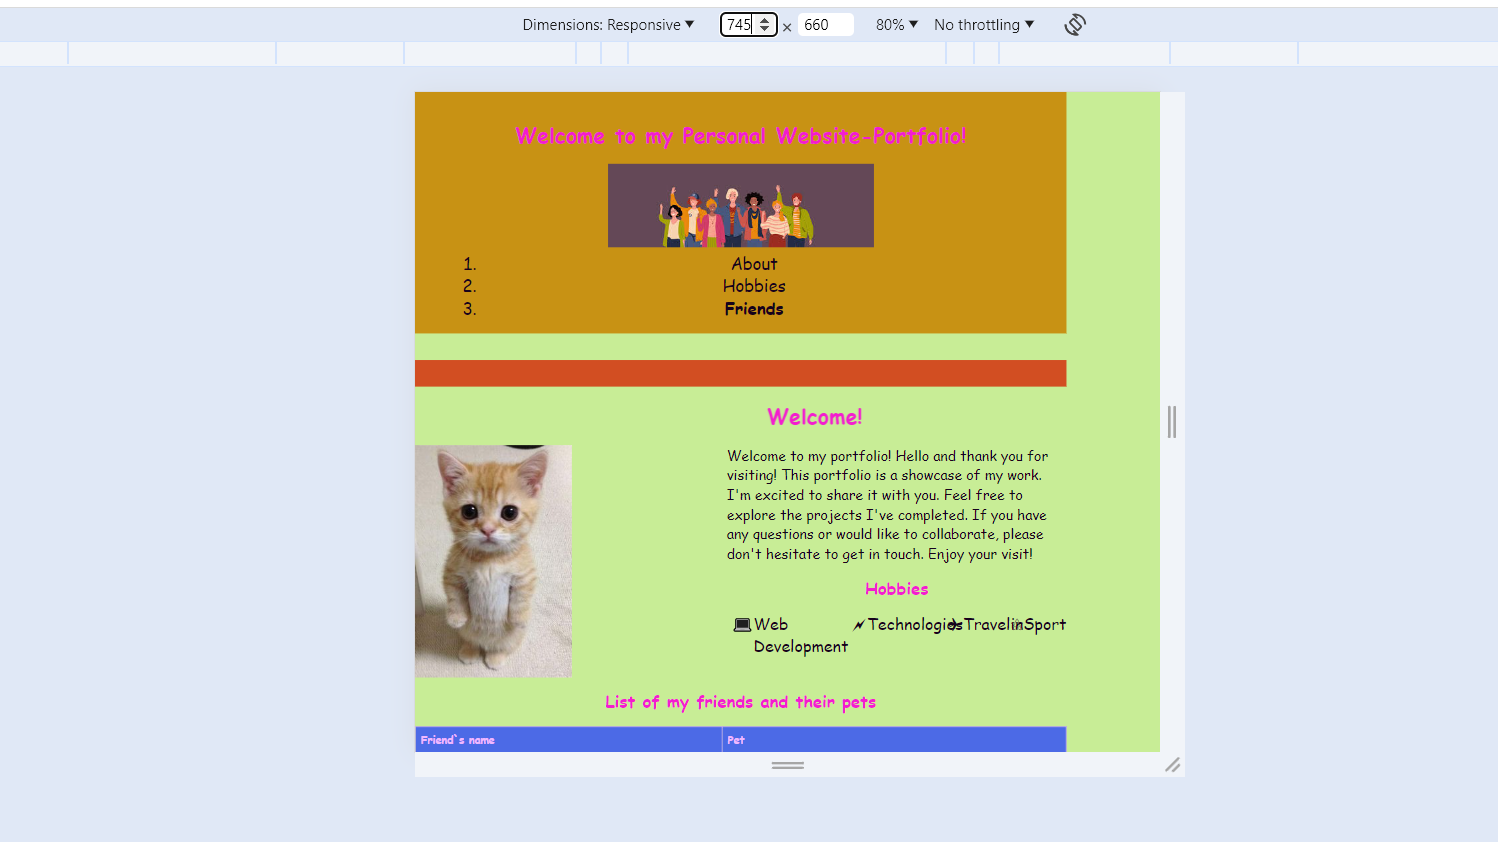 Dimensions: Responsive ▼ 745 × 660 80% ▼ No throttling ▼
Welcome to my Personal Website-Portfolio!
1. About
2. Hobbies
3. Friends
Welcome!
Welcome to my portfolio! Hello and thank you for
visiting! This portfolio is a showcase of my work.
I'm excited to share it with you. Feel free to
explore the projects I've completed. If you have
any questions or would like to collaborate, please
don't hesitate to get in touch. Enjoy your visit!
Hobbies
Web Technologies Travelin Sport
Development
List of my friends and their pets
Friend`s name Pet